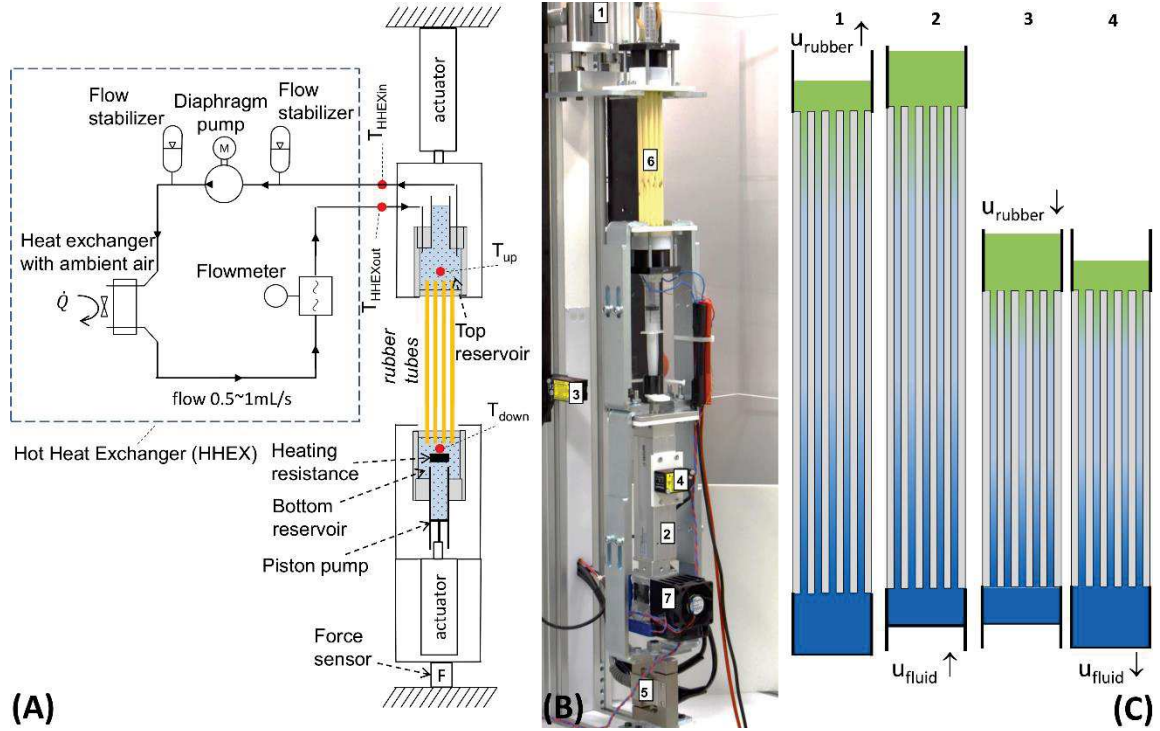 Flow
stabilizer
Diaphragm
pump
Flow
stabilizer
M
T_HHEXin
T_HHEXout
actuator
Heat exchanger
with ambient air
Q̇
Flowmeter
flow 0.5~1mL/s
Hot Heat Exchanger (HHEX)
T_up
Top
reservoir
rubber
tubes
T_down
Heating
resistance
Bottom
reservoir
Piston pump
actuator
Force
sensor
F
(A)
1
6
3
4
2
7
5
(B)
1
2
3
4
u_rubber ↑
u_rubber ↓
u_fluid ↑
u_fluid ↓
(C)